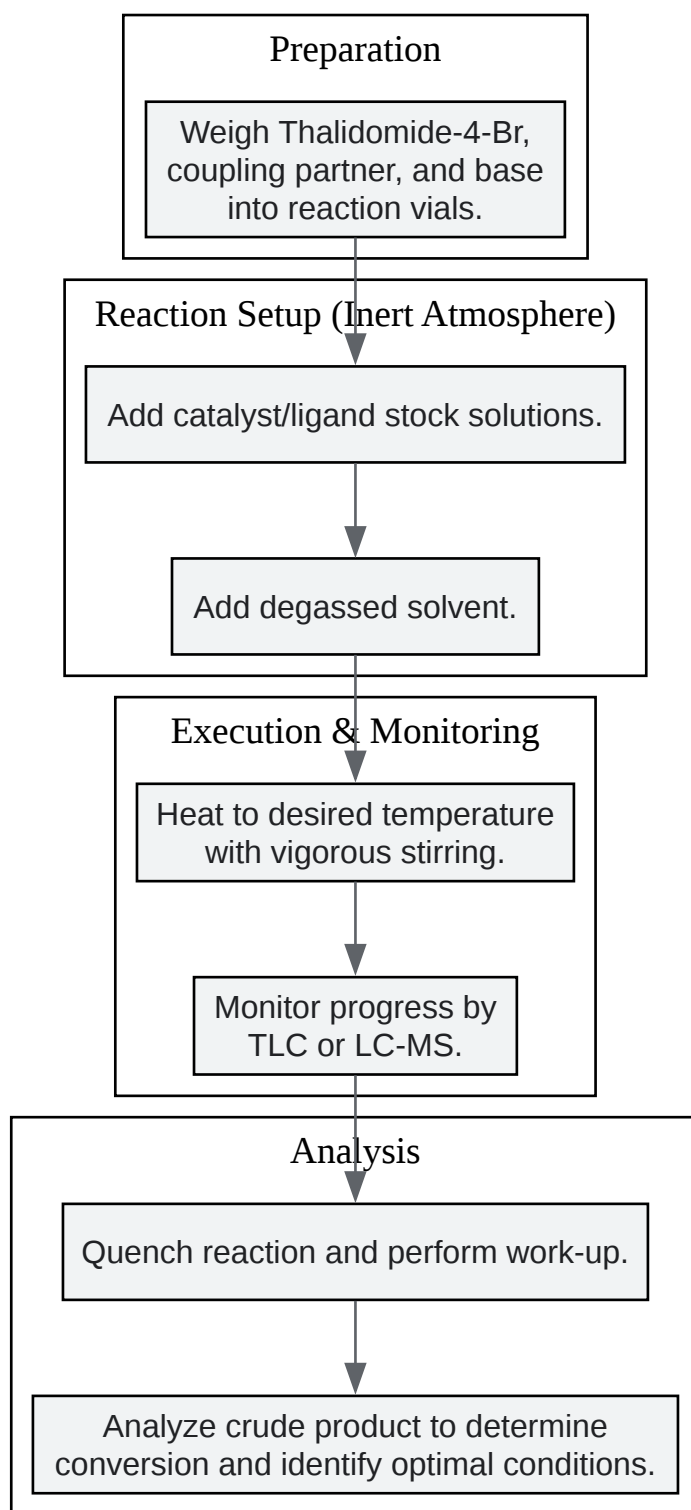 Preparation
Weigh Thalidomide-4-Br,
coupling partner, and base
into reaction vials.
Reaction Setup (Inert Atmosphere)
Add catalyst/ligand stock solutions.
Add degassed solvent.
Execution & Monitoring
Heat to desired temperature
with vigorous stirring.
Monitor progress by
TLC or LC-MS.
Analysis
Quench reaction and perform work-up.
Analyze crude product to determine
conversion and identify optimal conditions.